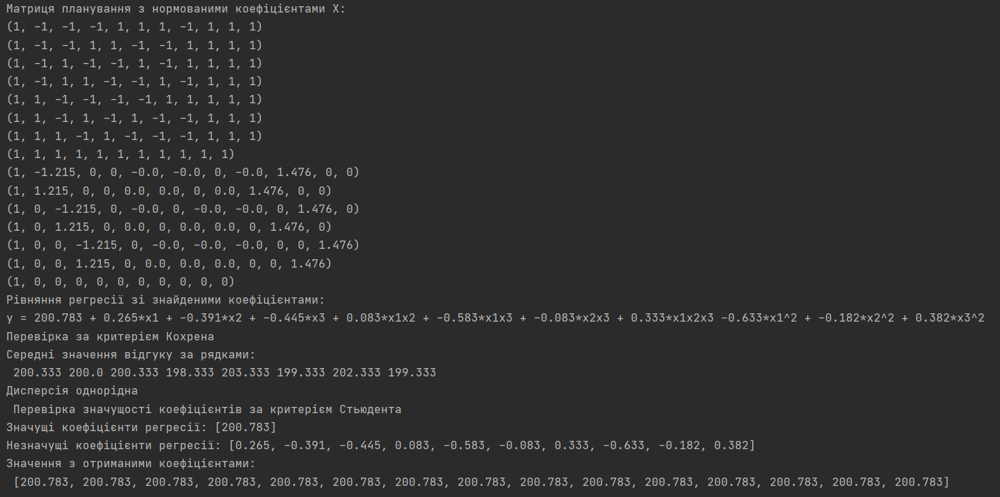 Матриця планування з нормованими коефіцієнтами X:
(1, -1, -1, -1, 1, 1, 1, -1, 1, 1, 1)
(1, -1, -1, 1, 1, -1, -1, 1, 1, 1, 1)
(1, -1, 1, -1, -1, 1, -1, 1, 1, 1, 1)
(1, -1, 1, 1, -1, -1, 1, -1, 1, 1, 1)
(1, 1, -1, -1, -1, -1, 1, 1, 1, 1, 1)
(1, 1, -1, 1, -1, 1, -1, -1, 1, 1, 1)
(1, 1, 1, -1, 1, -1, -1, -1, 1, 1, 1)
(1, 1, 1, 1, 1, 1, 1, 1, 1, 1, 1)
(1, -1.215, 0, 0, -0.0, -0.0, 0, -0.0, 1.476, 0, 0)
(1, 1.215, 0, 0, 0.0, 0.0, 0, 0.0, 1.476, 0, 0)
(1, 0, -1.215, 0, -0.0, 0, -0.0, -0.0, 0, 1.476, 0)
(1, 0, 1.215, 0, 0.0, 0, 0.0, 0.0, 0, 1.476, 0)
(1, 0, 0, -1.215, 0, -0.0, -0.0, -0.0, 0, 0, 1.476)
(1, 0, 0, 1.215, 0, 0.0, 0.0, 0.0, 0, 0, 1.476)
(1, 0, 0, 0, 0, 0, 0, 0, 0, 0, 0)
Рівняння регресії зі знайденими коефіцієнтами:
y = 200.783 + 0.265*x1 + -0.391*x2 + -0.445*x3 + 0.083*x1x2 + -0.583*x1x3 + -0.083*x2x3 + 0.333*x1x2x3 -0.633*x1^2 + -0.182*x2^2 + 0.382*x3^2
Перевірка за критерієм Кохрена
Середні значення відгуку за рядками:
200.333 200.0 200.333 198.333 203.333 199.333 202.333 199.333
Дисперсія однорідна
Перевірка значущості коефіцієнтів за критерієм Стьюдента
Значущі коефіцієнти регресії: [200.783]
Незначущі коефіцієнти регресії: [0.265, -0.391, -0.445, 0.083, -0.583, -0.083, 0.333, -0.633, -0.182, 0.382]
Значення з отриманими коефіцієнтами:
[200.783, 200.783, 200.783, 200.783, 200.783, 200.783, 200.783, 200.783, 200.783, 200.783, 200.783, 200.783, 200.783, 200.783, 200.783]